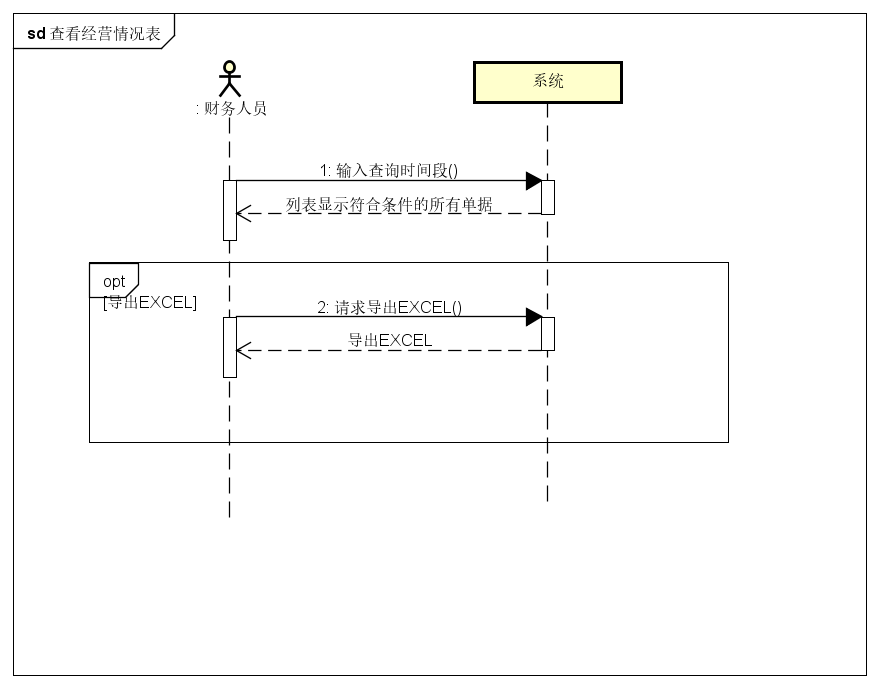 sd 查看经营情况表
系统
: 财务人员
1: 输入查询时间段()
列表显示符合条件的所有单据
opt
[导出EXCEL]
2: 请求导出EXCEL()
导出EXCEL